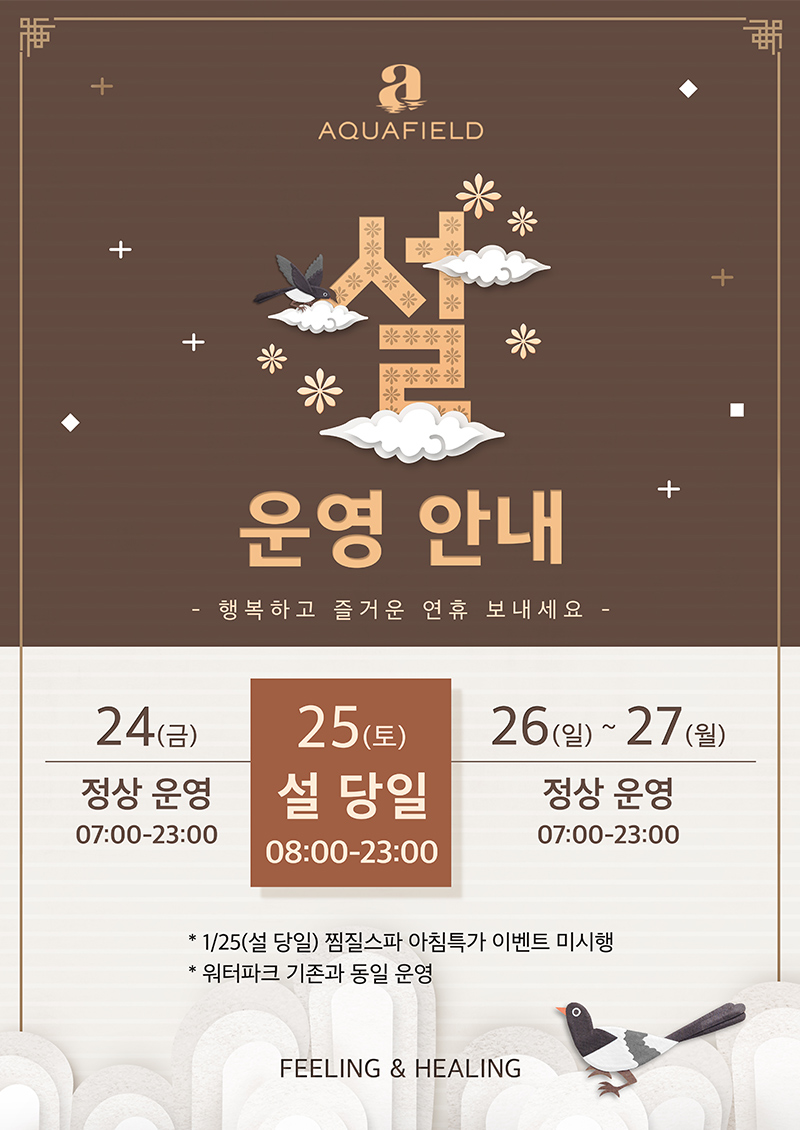 a
AQUAFIELD
설
운영 안내
- 행복하고 즐거운 연휴 보내세요 -
24(금)
정상 운영
07:00-23:00
25(토)
설 당일
08:00-23:00
26(일) ~ 27(월)
정상 운영
07:00-23:00
* 1/25(설 당일) 찜질스파 아침특가 이벤트 미시행
* 워터파크 기존과 동일 운영
FEELING & HEALING